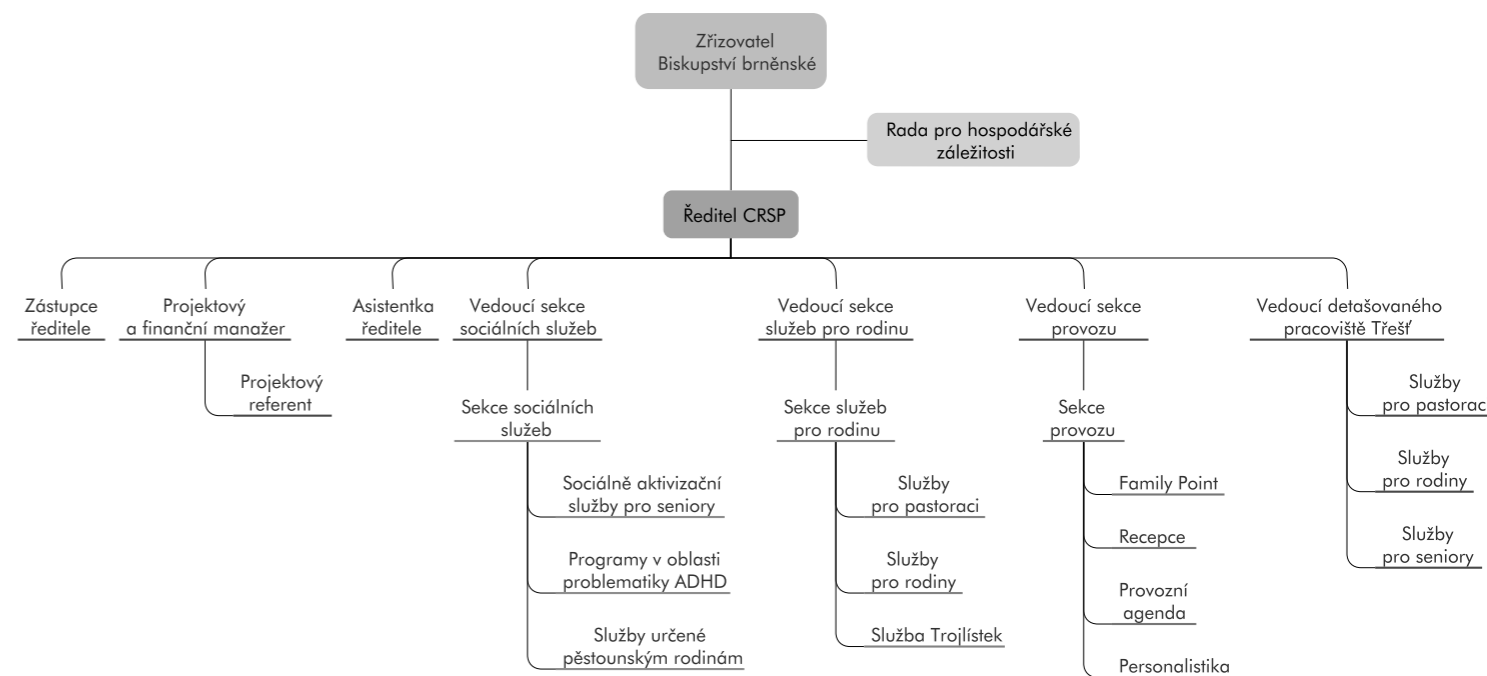 Zřizovatel
Biskupství brněnské
Rada pro hospodářské
záležitosti
Ředitel CRSP
Zástupce
ředitele
Projektový
a finanční manažer
Asistentka
ředitele
Vedoucí sekce
sociálních služeb
Vedoucí sekce
služeb pro rodinu
Vedoucí sekce
provozu
Vedoucí detašovaného
pracoviště Třešť
Projektový
referent
Sekce sociálních
služeb
Sociálně aktivizační
služby pro seniory
Programy v oblasti
problematiky ADHD
Služby určené
pěstounským rodinám
Sekce služeb
pro rodinu
Služby
pro pastoraci
Služby
pro rodiny
Služba Trojlístek
Sekce
provozu
Family Point
Recepce
Provozní
agenda
Personalistika
Služby
pro pastorac
Služby
pro rodiny
Služby
pro seniory